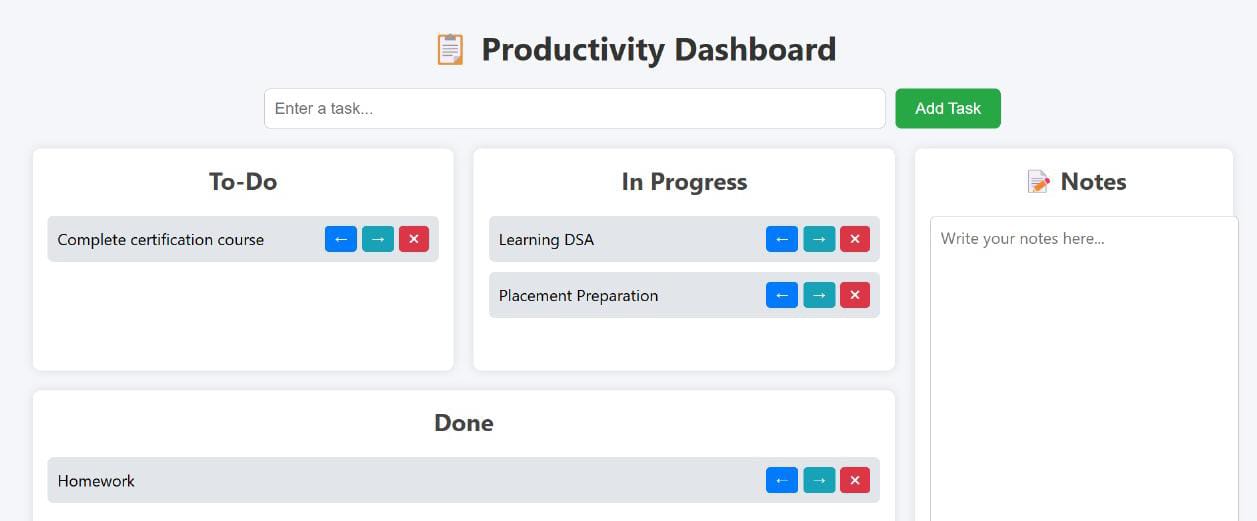 📋 Productivity Dashboard
Enter a task...
Add Task
To-Do
Complete certification course ← → ✕
In Progress
Learning DSA ← → ✕
Placement Preparation ← → ✕
Done
Homework ← → ✕
📝 Notes
Write your notes here...